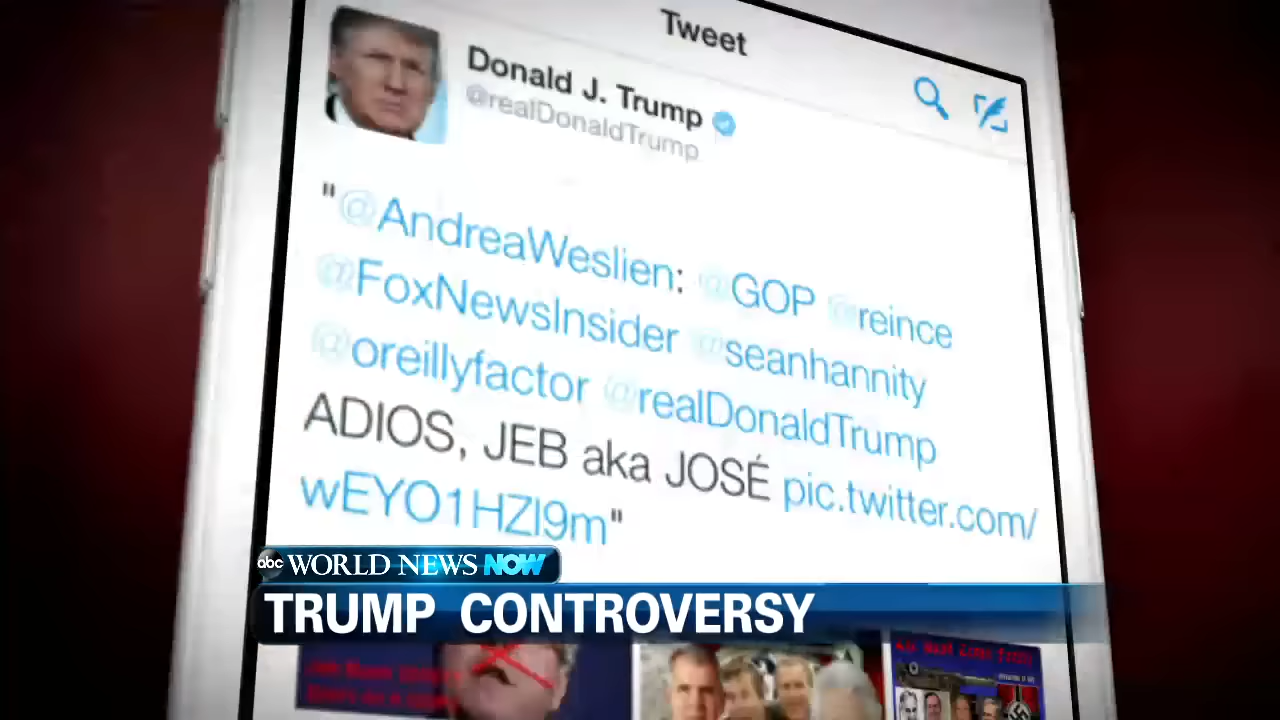 Tweet
Donald J. Trump
@realDonaldTrump
"@AndreaWeslien: @GOP @reince
@FoxNewsInsider @seanhannity
@oreillyfactor @realDonaldTrump
ADIOS, JEB aka JOSÉ pic.twitter.com/
wEYO1HZI9m"
abc WORLD NEWS NOW
TRUMP CONTROVERSY